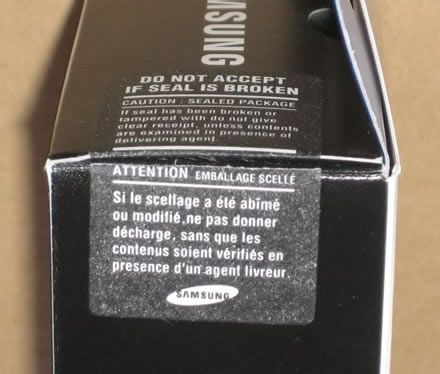 SAMSUNG
DO NOT ACCEPT
IF SEAL IS BROKEN
CAUTION : SEALED PACKAGE
If seal has been broken or
tampered with do not give
clear receipt, unless contents
are examined in presence of
delivering agent.
ATTENTION EMBALLAGE SCELLÉ
Si le scellage a été abîmé
ou modifié,ne pas donner
décharge, sans que les
contenus soient vérifiés en
presence d'un agent livreur.
SAMSUNG